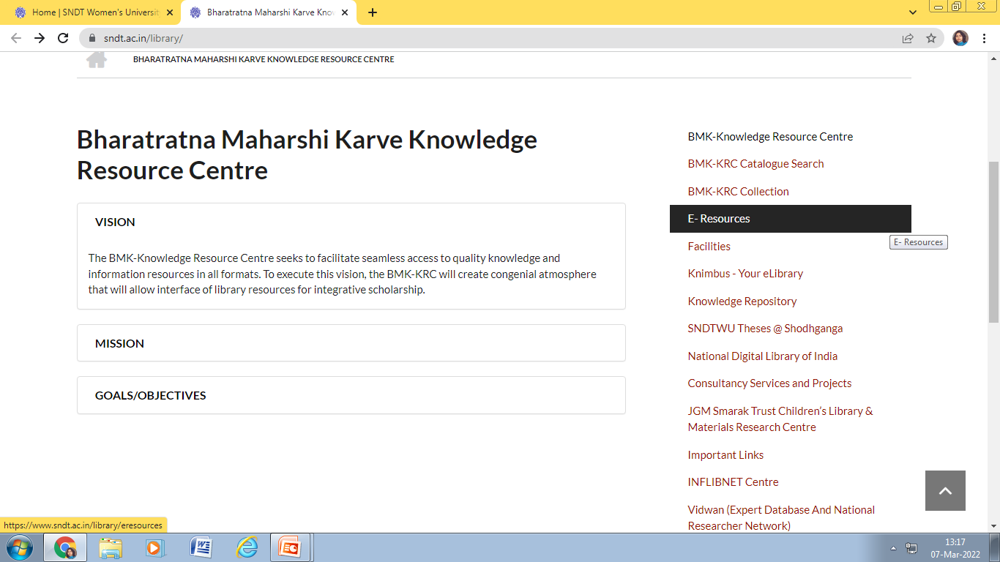 Home | SNDT Women's Universit
Bharatratna Maharshi Karve Know
sndt.ac.in/library/
BHARATRATNA MAHARSHI KARVE KNOWLEDGE RESOURCE CENTRE
Bharatratna Maharshi Karve Knowledge
Resource Centre
VISION
The BMK-Knowledge Resource Centre seeks to facilitate seamless access to quality knowledge and
information resources in all formats. To execute this vision, the BMK-KRC will create congenial atmosphere
that will allow interface of library resources for integrative scholarship.
MISSION
GOALS/OBJECTIVES
BMK-Knowledge Resource Centre
BMK-KRC Catalogue Search
BMK-KRC Collection
E- Resources
E- Resources
Facilities
Knimbus - Your eLibrary
Knowledge Repository
SNDTWU Theses @ Shodhganga
National Digital Library of India
Consultancy Services and Projects
JGM Smarak Trust Children’s Library &
Materials Research Centre
Important Links
INFLIBNET Centre
Vidwan (Expert Database And National
Researcher Network)
https://www.sndt.ac.in/library/eresources
13:17
07-Mar-2022